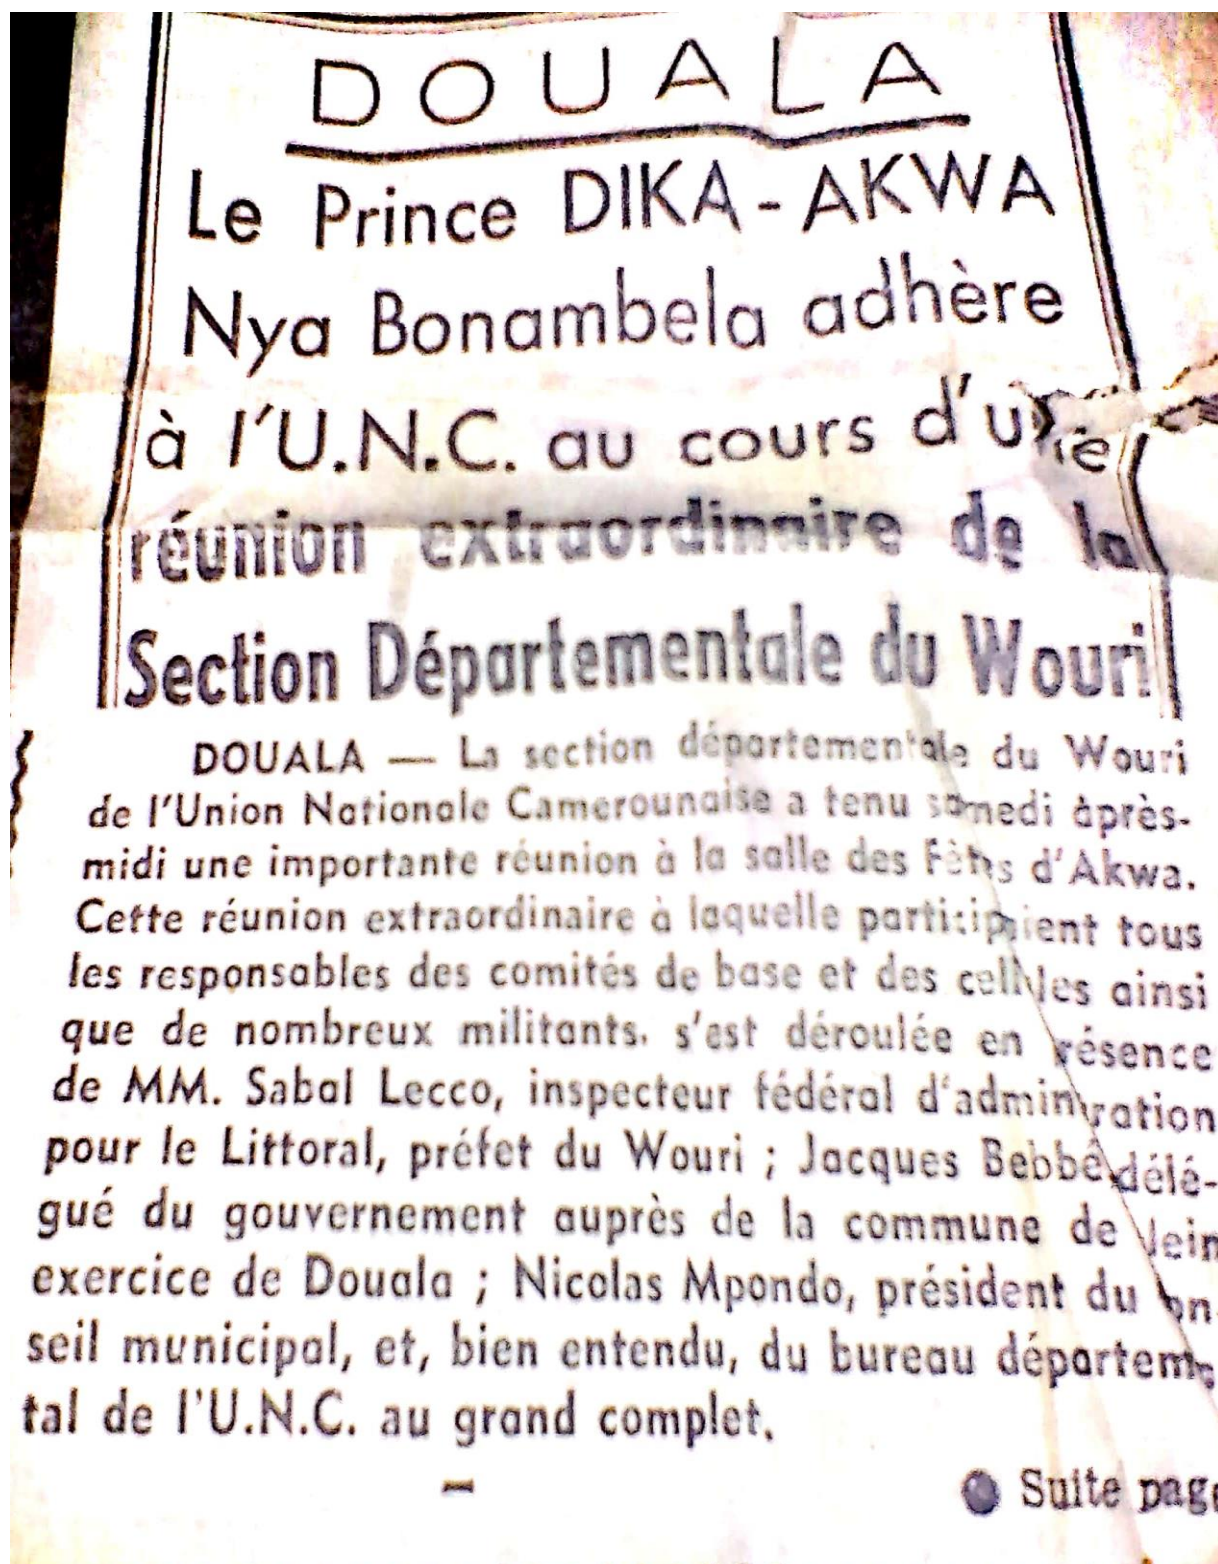 DOUALA
Le Prince DIKA-AKWA
Nya Bonambela adhère
à l'U.N.C. au cours d'une
réunion extraordinaire de la
Section Départementale du Wouri
DOUALA — La section départementale du Wouri
de l'Union Nationale Camerounaise a tenu samedi après-
midi une importante réunion à la salle des Fêtes d'Akwa.
Cette réunion extraordinaire à laquelle participaient tous
les responsables des comités de base et des cellules ainsi
que de nombreux militants. s'est déroulée en présence
de MM. Sabal Lecco, inspecteur fédéral d'administration
pour le Littoral, préfet du Wouri ; Jacques Bebbé délé-
gué du gouvernement auprès de la commune de plein
exercice de Douala ; Nicolas Mpondo, président du con-
seil municipal, et, bien entendu, du bureau départemen-
tal de l'U.N.C. au grand complet.
—
● Suite page